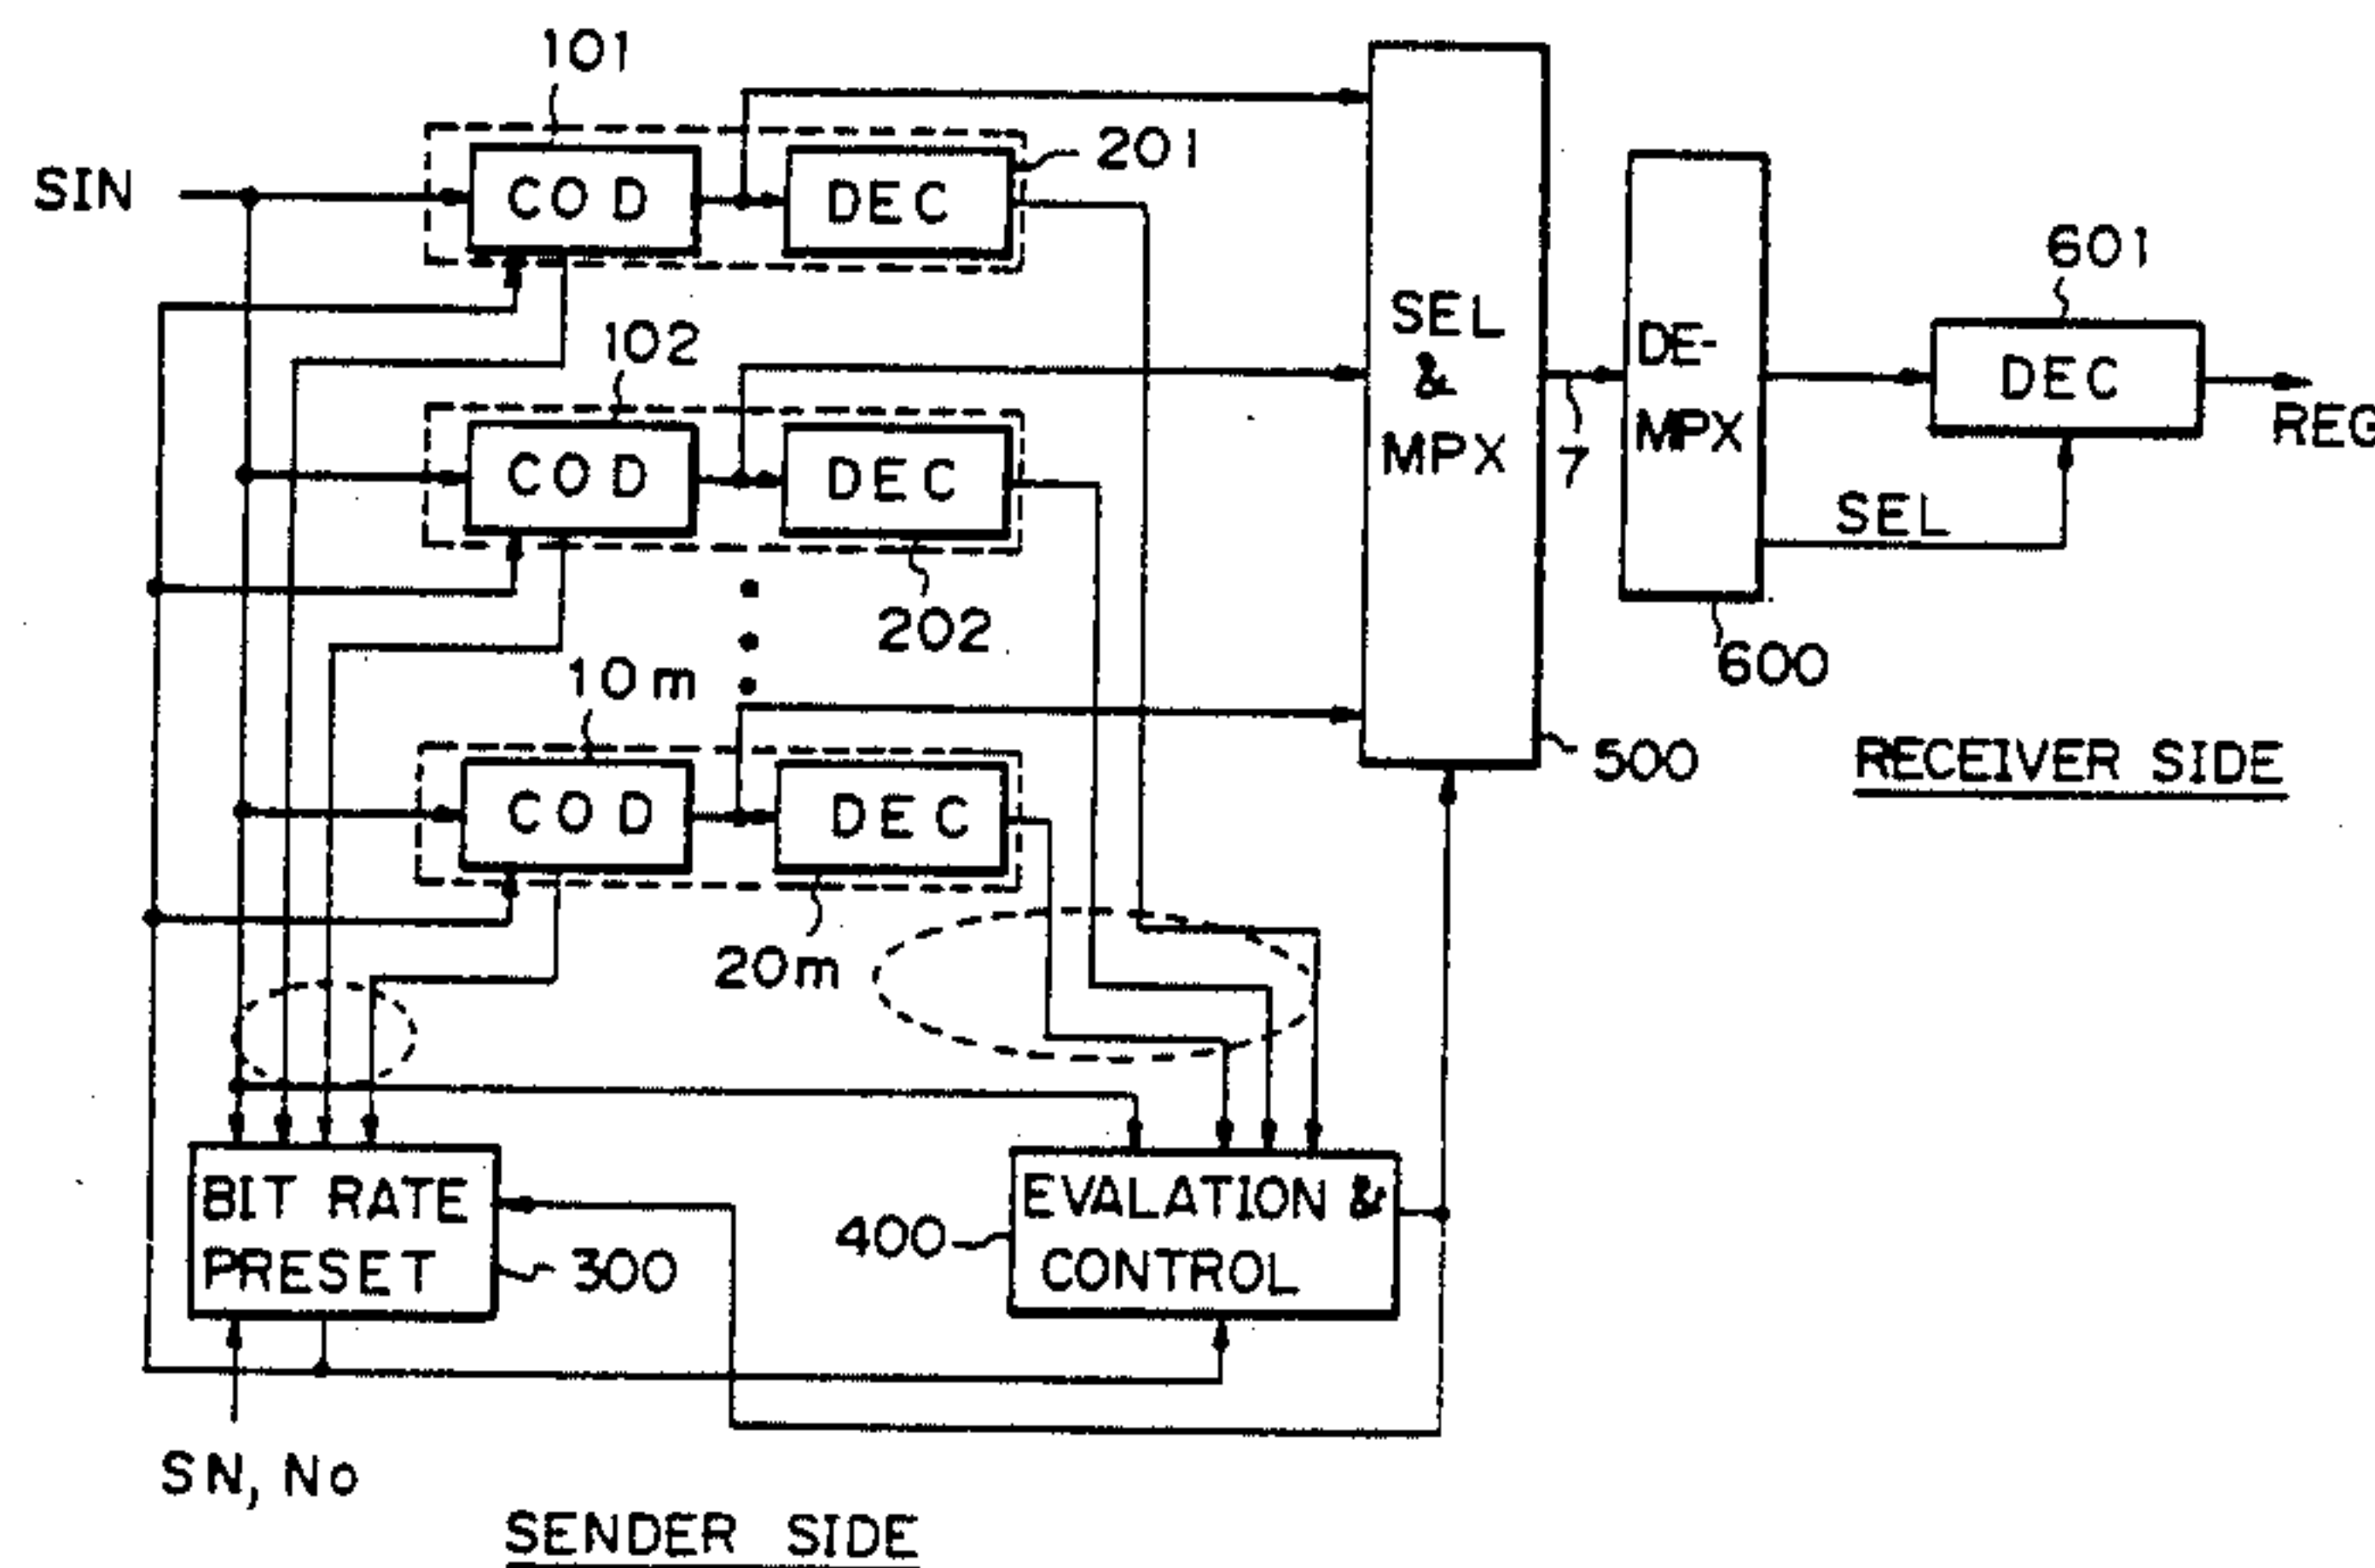 101
SIN
COD
DEC
201
102
COD
DEC
202
10m
COD
DEC
20m
SEL
&
MPX
500
7
DE-
MPX
600
SEL
601
DEC
REG
RECEIVER SIDE
BIT RATE
PRESET
300
400
EVALATION &
CONTROL
SN, No
SENDER SIDE